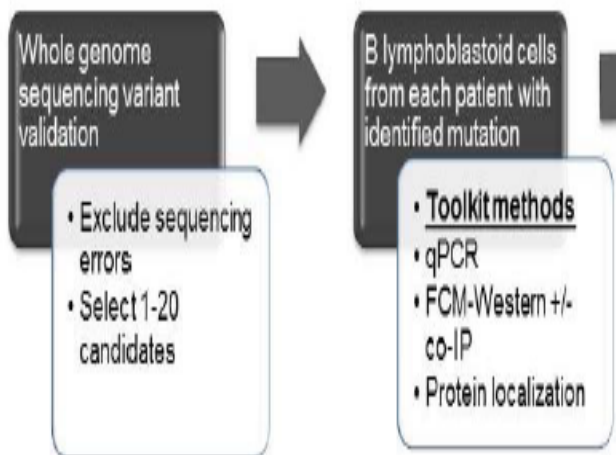 Whole genome
sequencing variant
validation
• Exclude sequencing
errors
• Select 1-20
candidates
B lymphoblastoid cells
from each patient with
identified mutation
• Toolkit methods
• qPCR
• FCM-Western +/-
co-IP
• Protein localization